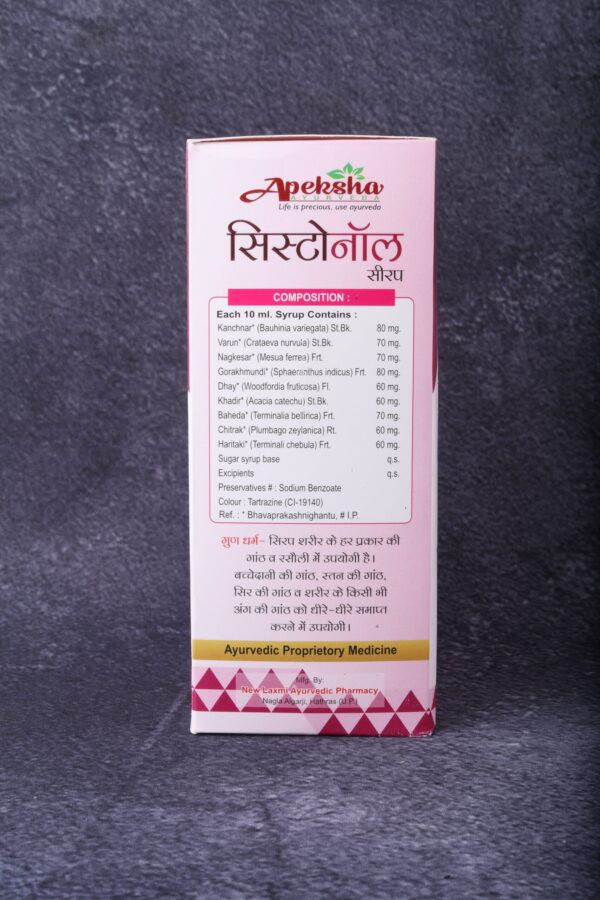 Apeksha
AYURVEDA
Life is precious, use ayurveda
सिस्टोनॉल
सीरप
COMPOSITION :
Each 10 ml. Syrup Contains :
Kanchnar* (Bauhinia variegata) St.Bk. 80 mg.
Varun* (Crataeva nurvula) St.Bk. 70 mg.
Nagkesar* (Mesua ferrea) Frt. 70 mg.
Gorakhmundi* (Sphaeranthus indicus) Frt. 80 mg.
Dhay* (Woodfordia fruticosa) Fl. 60 mg.
Khadir* (Acacia catechu) St.Bk. 60 mg.
Baheda* (Terminalia bellirica) Frt. 70 mg.
Chitrak* (Plumbago zeylanica) Rt. 60 mg.
Haritaki* (Terminali chebula) Frt. 60 mg.
Sugar syrup base q.s.
Excipients q.s.
Preservatives # : Sodium Benzoate
Colour : Tartrazine (CI-19140)
Ref. : * Bhavaprakashnighantu, # I.P.
गुण धर्म- सिरप शरीर के हर प्रकार की
गांठ व रसौली में उपयोगी है।
बच्चेदानी की गांठ, स्तन की गांठ,
सिर की गांठ व शरीर के किसी भी
अंग की गांठ को धीरे-धीरे समाप्त
करने में उपयोगी।
Ayurvedic Proprietory Medicine
Mfg. By:
New Laxmi Ayurvedic Pharmacy
Nagla Algarji, Hathras (U.P.)